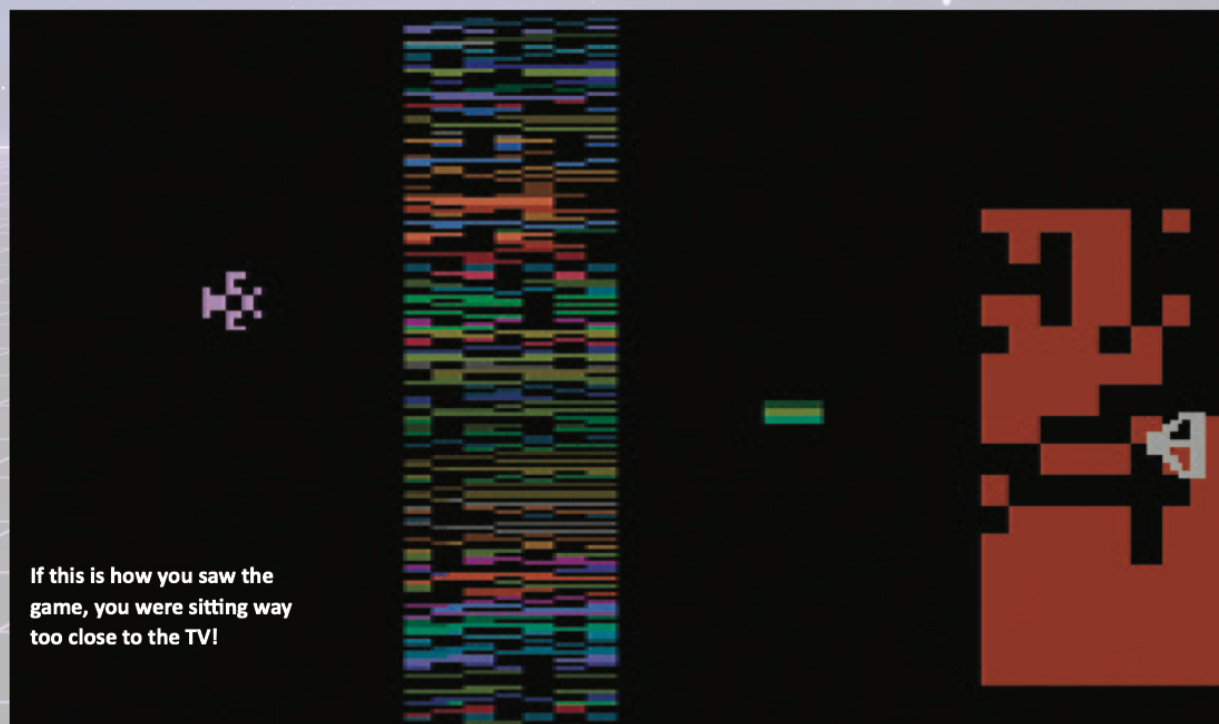 If this is how you saw the
game, you were sitting way
too close to the TV!